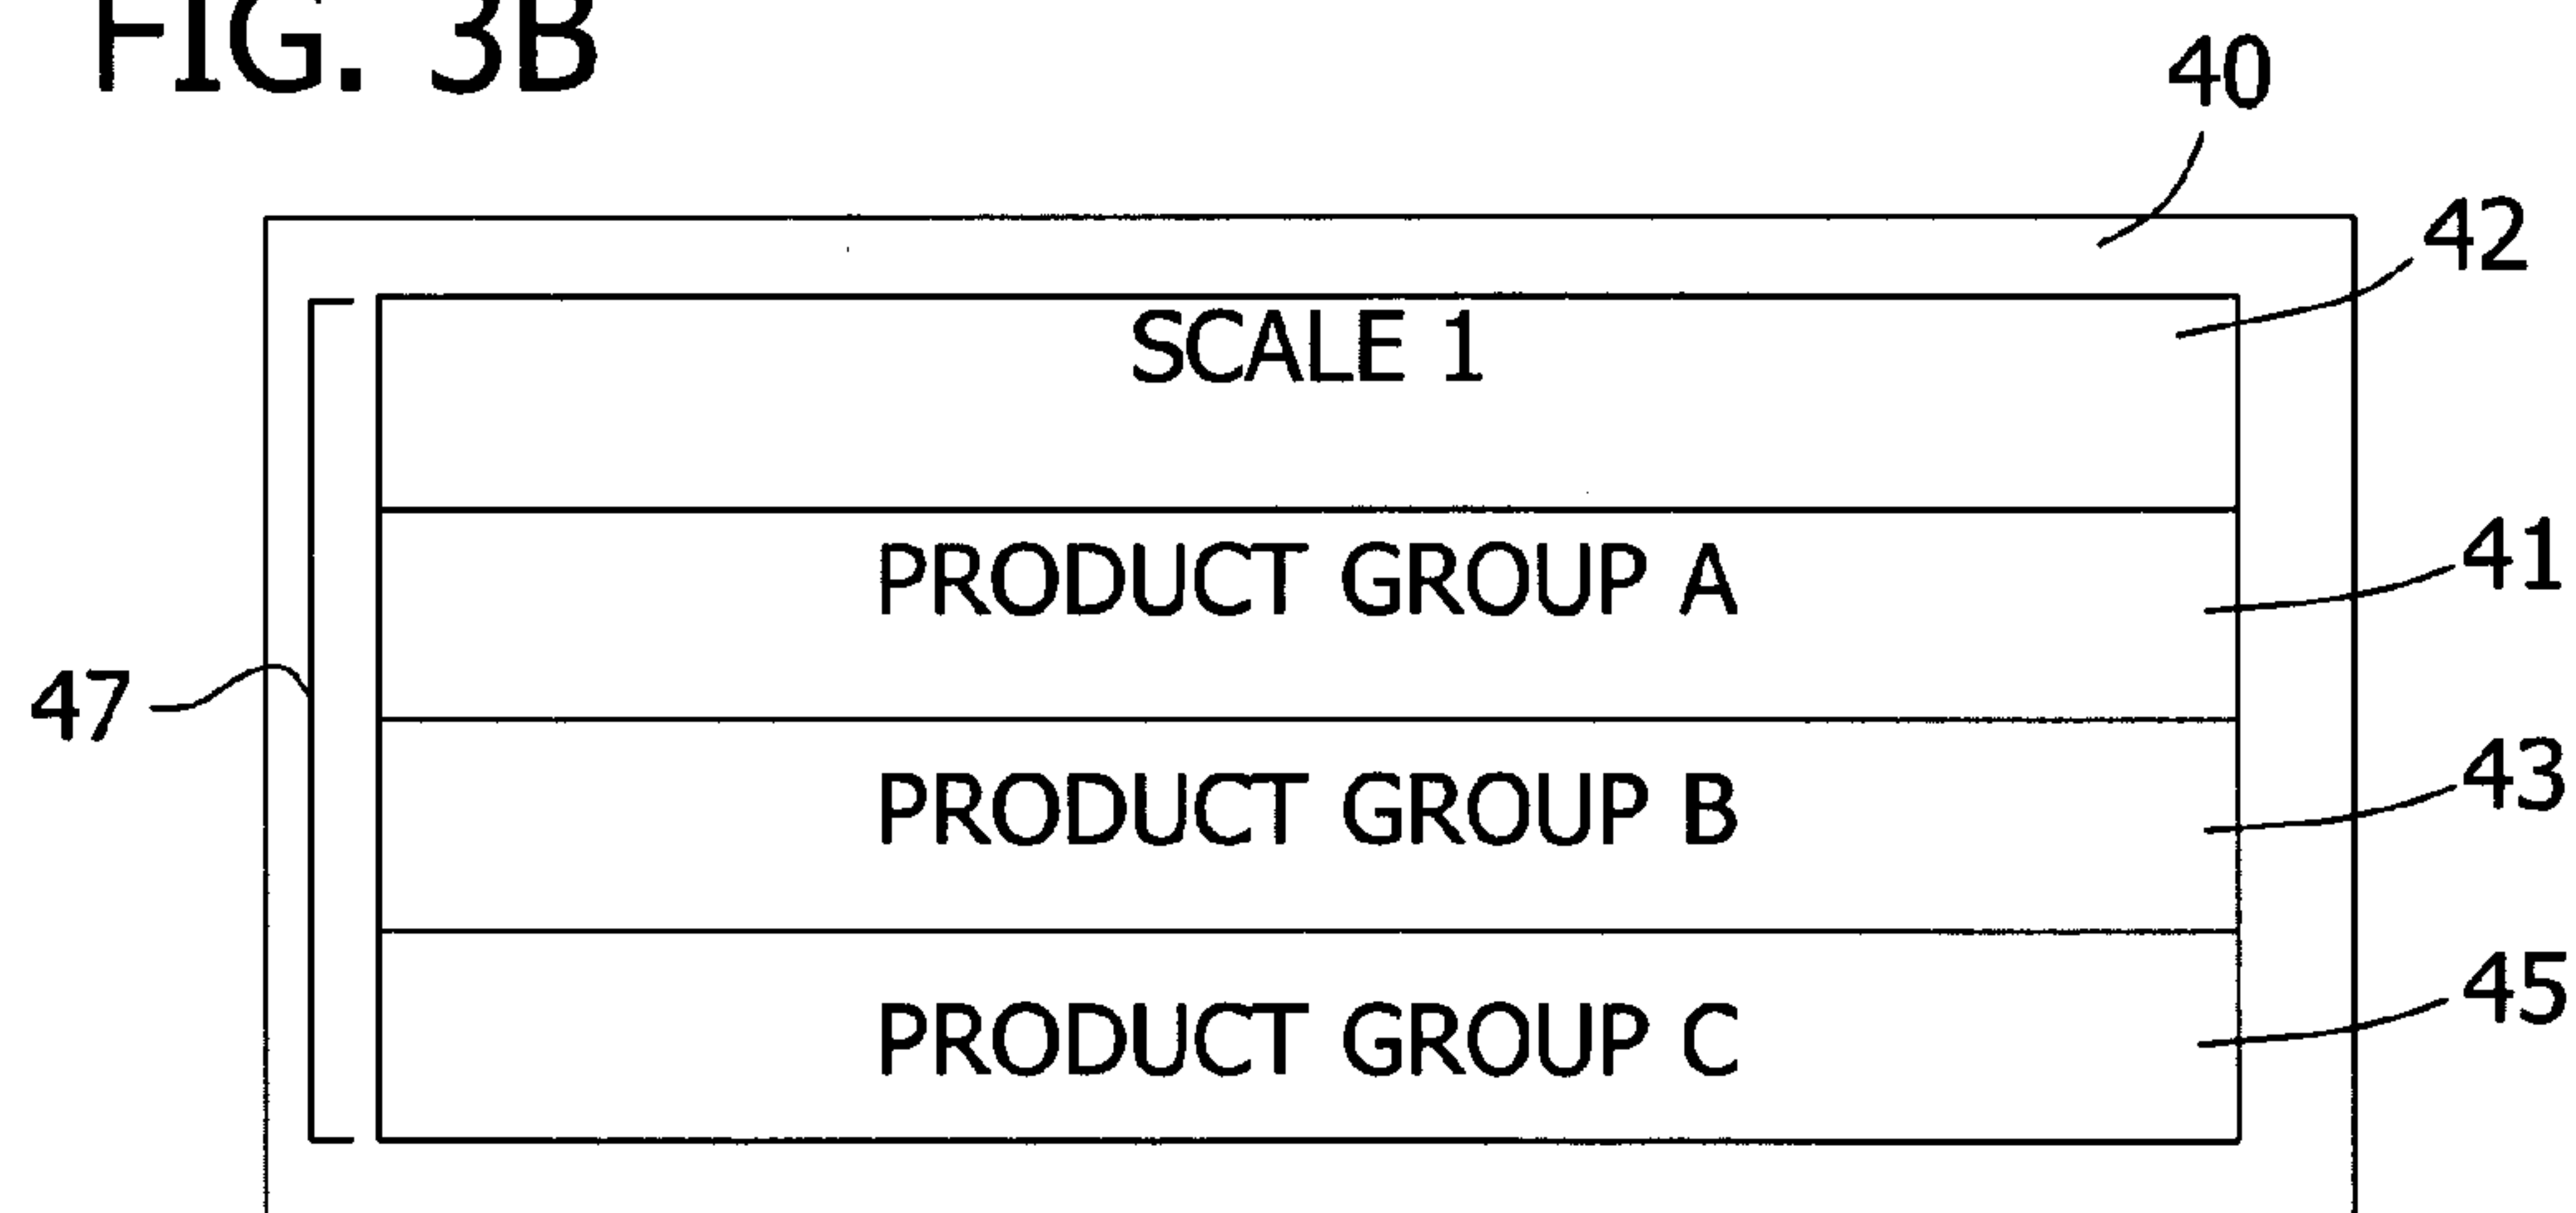 FIG. 3B
40
42
SCALE 1
PRODUCT GROUP A
41
47
PRODUCT GROUP B
43
PRODUCT GROUP C
45